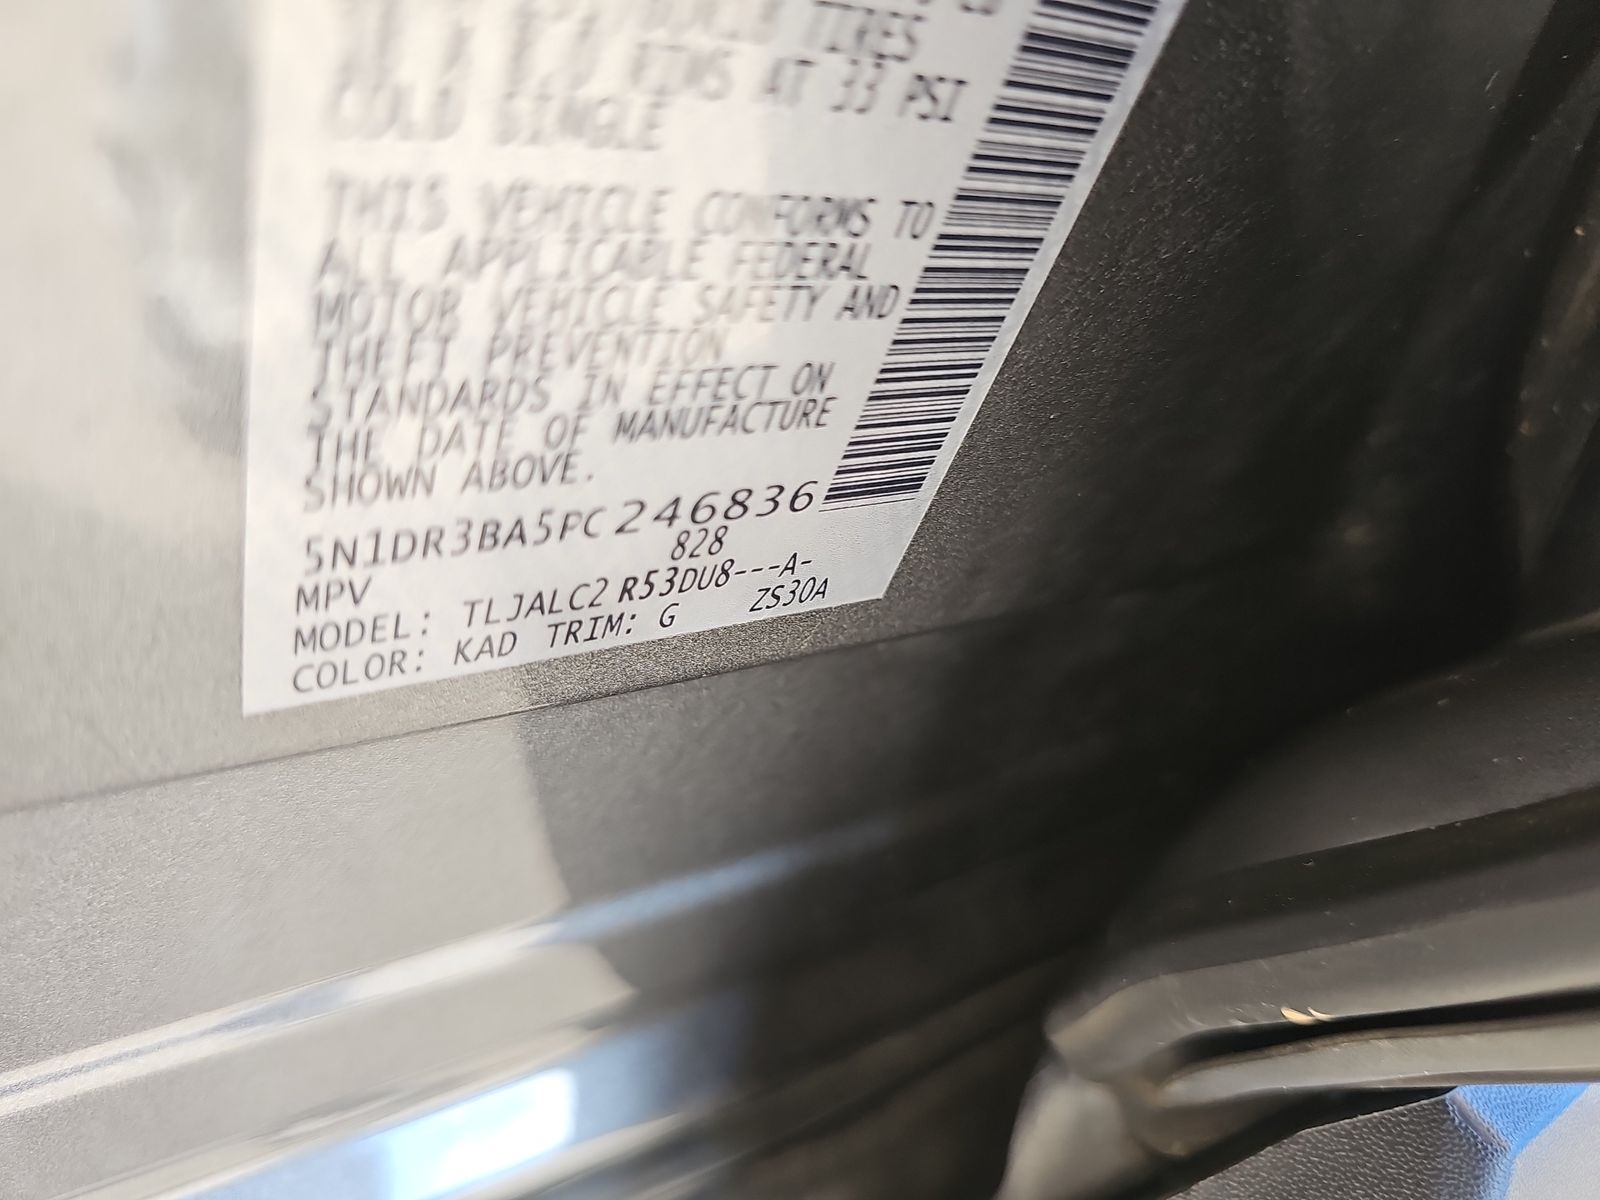 TIRES
RIMS AT 33 PSI
COLD SINGLE
THIS VEHICLE CONFORMS TO
ALL APPLICABLE FEDERAL
MOTOR VEHICLE SAFETY AND
THEFT PREVENTION
STANDARDS IN EFFECT ON
THE DATE OF MANUFACTURE
SHOWN ABOVE.
5N1DR3BA5PC246836
MPV 828
MODEL: TLJALC2 R53DU8---A-
COLOR: KAD TRIM: G ZS30A